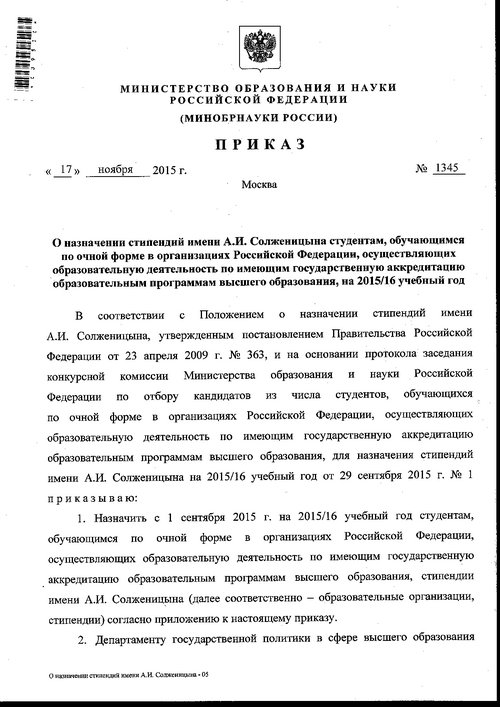 МИНИСТЕРСТВО ОБРАЗОВАНИЯ И НАУКИ
РОССИЙСКОЙ ФЕДЕРАЦИИ
(МИНОБРНАУКИ РОССИИ)
ПРИКАЗ
« 17 » ноября 2015 г. № 1345
Москва
О назначении стипендий имени А.И. Солженицына студентам, обучающимся
по очной форме в организациях Российской Федерации, осуществляющих
образовательную деятельность по имеющим государственную аккредитацию
образовательным программам высшего образования, на 2015/16 учебный год
В соответствии с Положением о назначении стипендий имени
А.И. Солженицына, утвержденным постановлением Правительства Российской
Федерации от 23 апреля 2009 г. № 363, и на основании протокола заседания
конкурсной комиссии Министерства образования и науки Российской
Федерации по отбору кандидатов из числа студентов, обучающихся
по очной форме в организациях Российской Федерации, осуществляющих
образовательную деятельность по имеющим государственную аккредитацию
образовательным программам высшего образования, для назначения стипендий
имени А.И. Солженицына на 2015/16 учебный год от 29 сентября 2015 г. № 1
приказываю:
1. Назначить с 1 сентября 2015 г. на 2015/16 учебный год студентам,
обучающимся по очной форме в организациях Российской Федерации,
осуществляющих образовательную деятельность по имеющим государственную
аккредитацию образовательным программам высшего образования, стипендии
имени А.И. Солженицына (далее соответственно – образовательные организации,
стипендии) согласно приложению к настоящему приказу.
2. Департаменту государственной политики в сфере высшего образования
О назначении стипендий имени А.И. Солженицына - 05